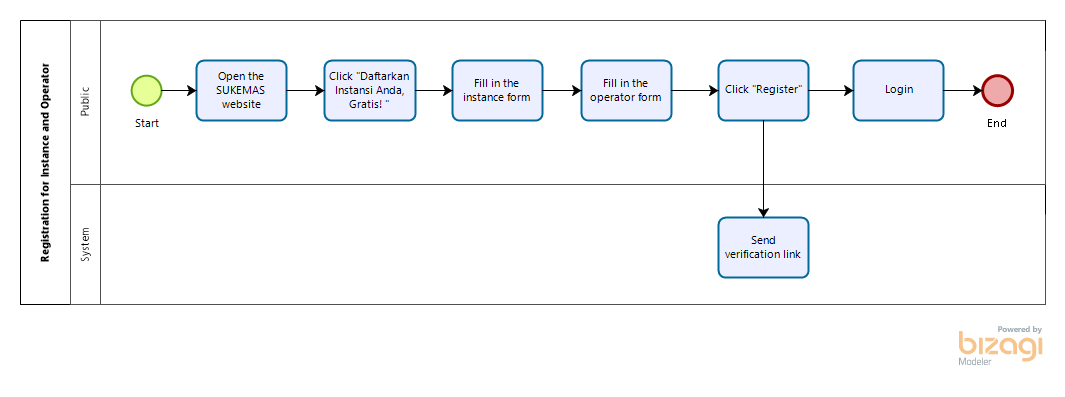 Registration for Instance and Operator
Public
Start
Open the
SUKEMAS
website
Click "Daftarkan
Instansi Anda,
Gratis! "
Fill in the
instance form
Fill in the
operator form
Click "Register"
Login
End
System
Send
verification link
Powered by
bizagi
Modeler